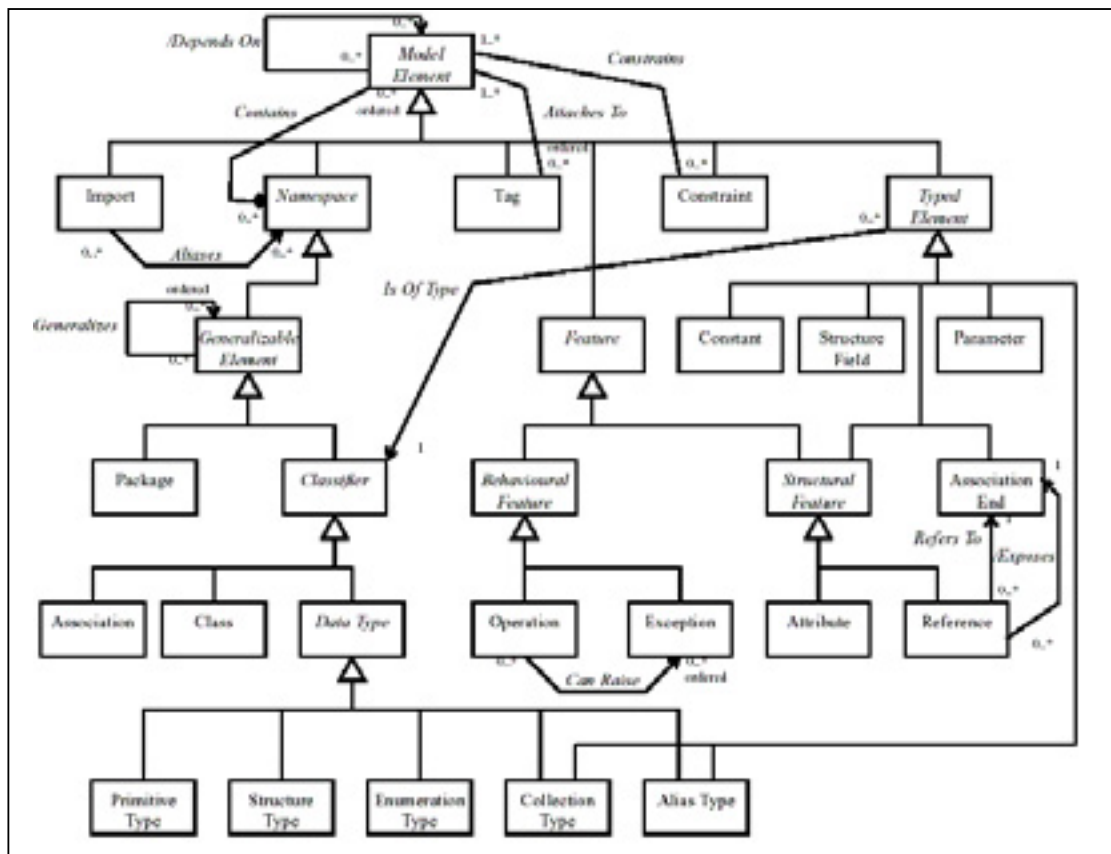 0..*
/Depends On
0..*
Model
Element
1..*
Constrains
0..*
ordered
1..*
Contains
Attaches To
ordered
0..*
0..*
Import
Namespace
Tag
Constraint
Typed
Element
0..*
0..*
0..*
Aliases
0..*
Is Of Type
ordered
0..*
Generalizes
Generalizable
Element
0..*
Feature
Constant
Structure
Field
Parameter
1
Package
Classifier
Behavioural
Feature
Structural
Feature
Association
End
1
1
Refers To
/Exposes
0..*
Association
Class
Data Type
Operation
Exception
Attribute
Reference
0..*
0..*
Can Raise
0..*
ordered
Primitive
Type
Structure
Type
Enumeration
Type
Collection
Type
Alias Type